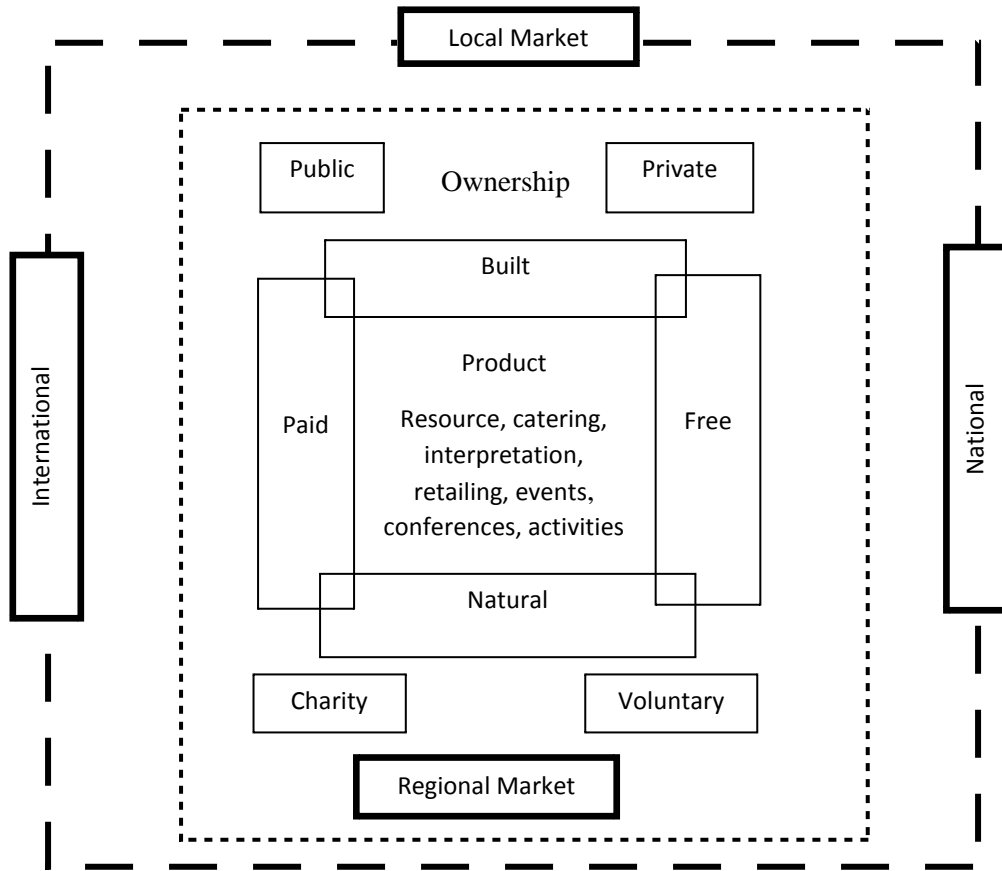 Local Market
Public
Ownership
Private
Built
International
Paid
Product
Resource, catering,
interpretation,
retailing, events,
conferences, activities
Free
National
Natural
Charity
Voluntary
Regional Market